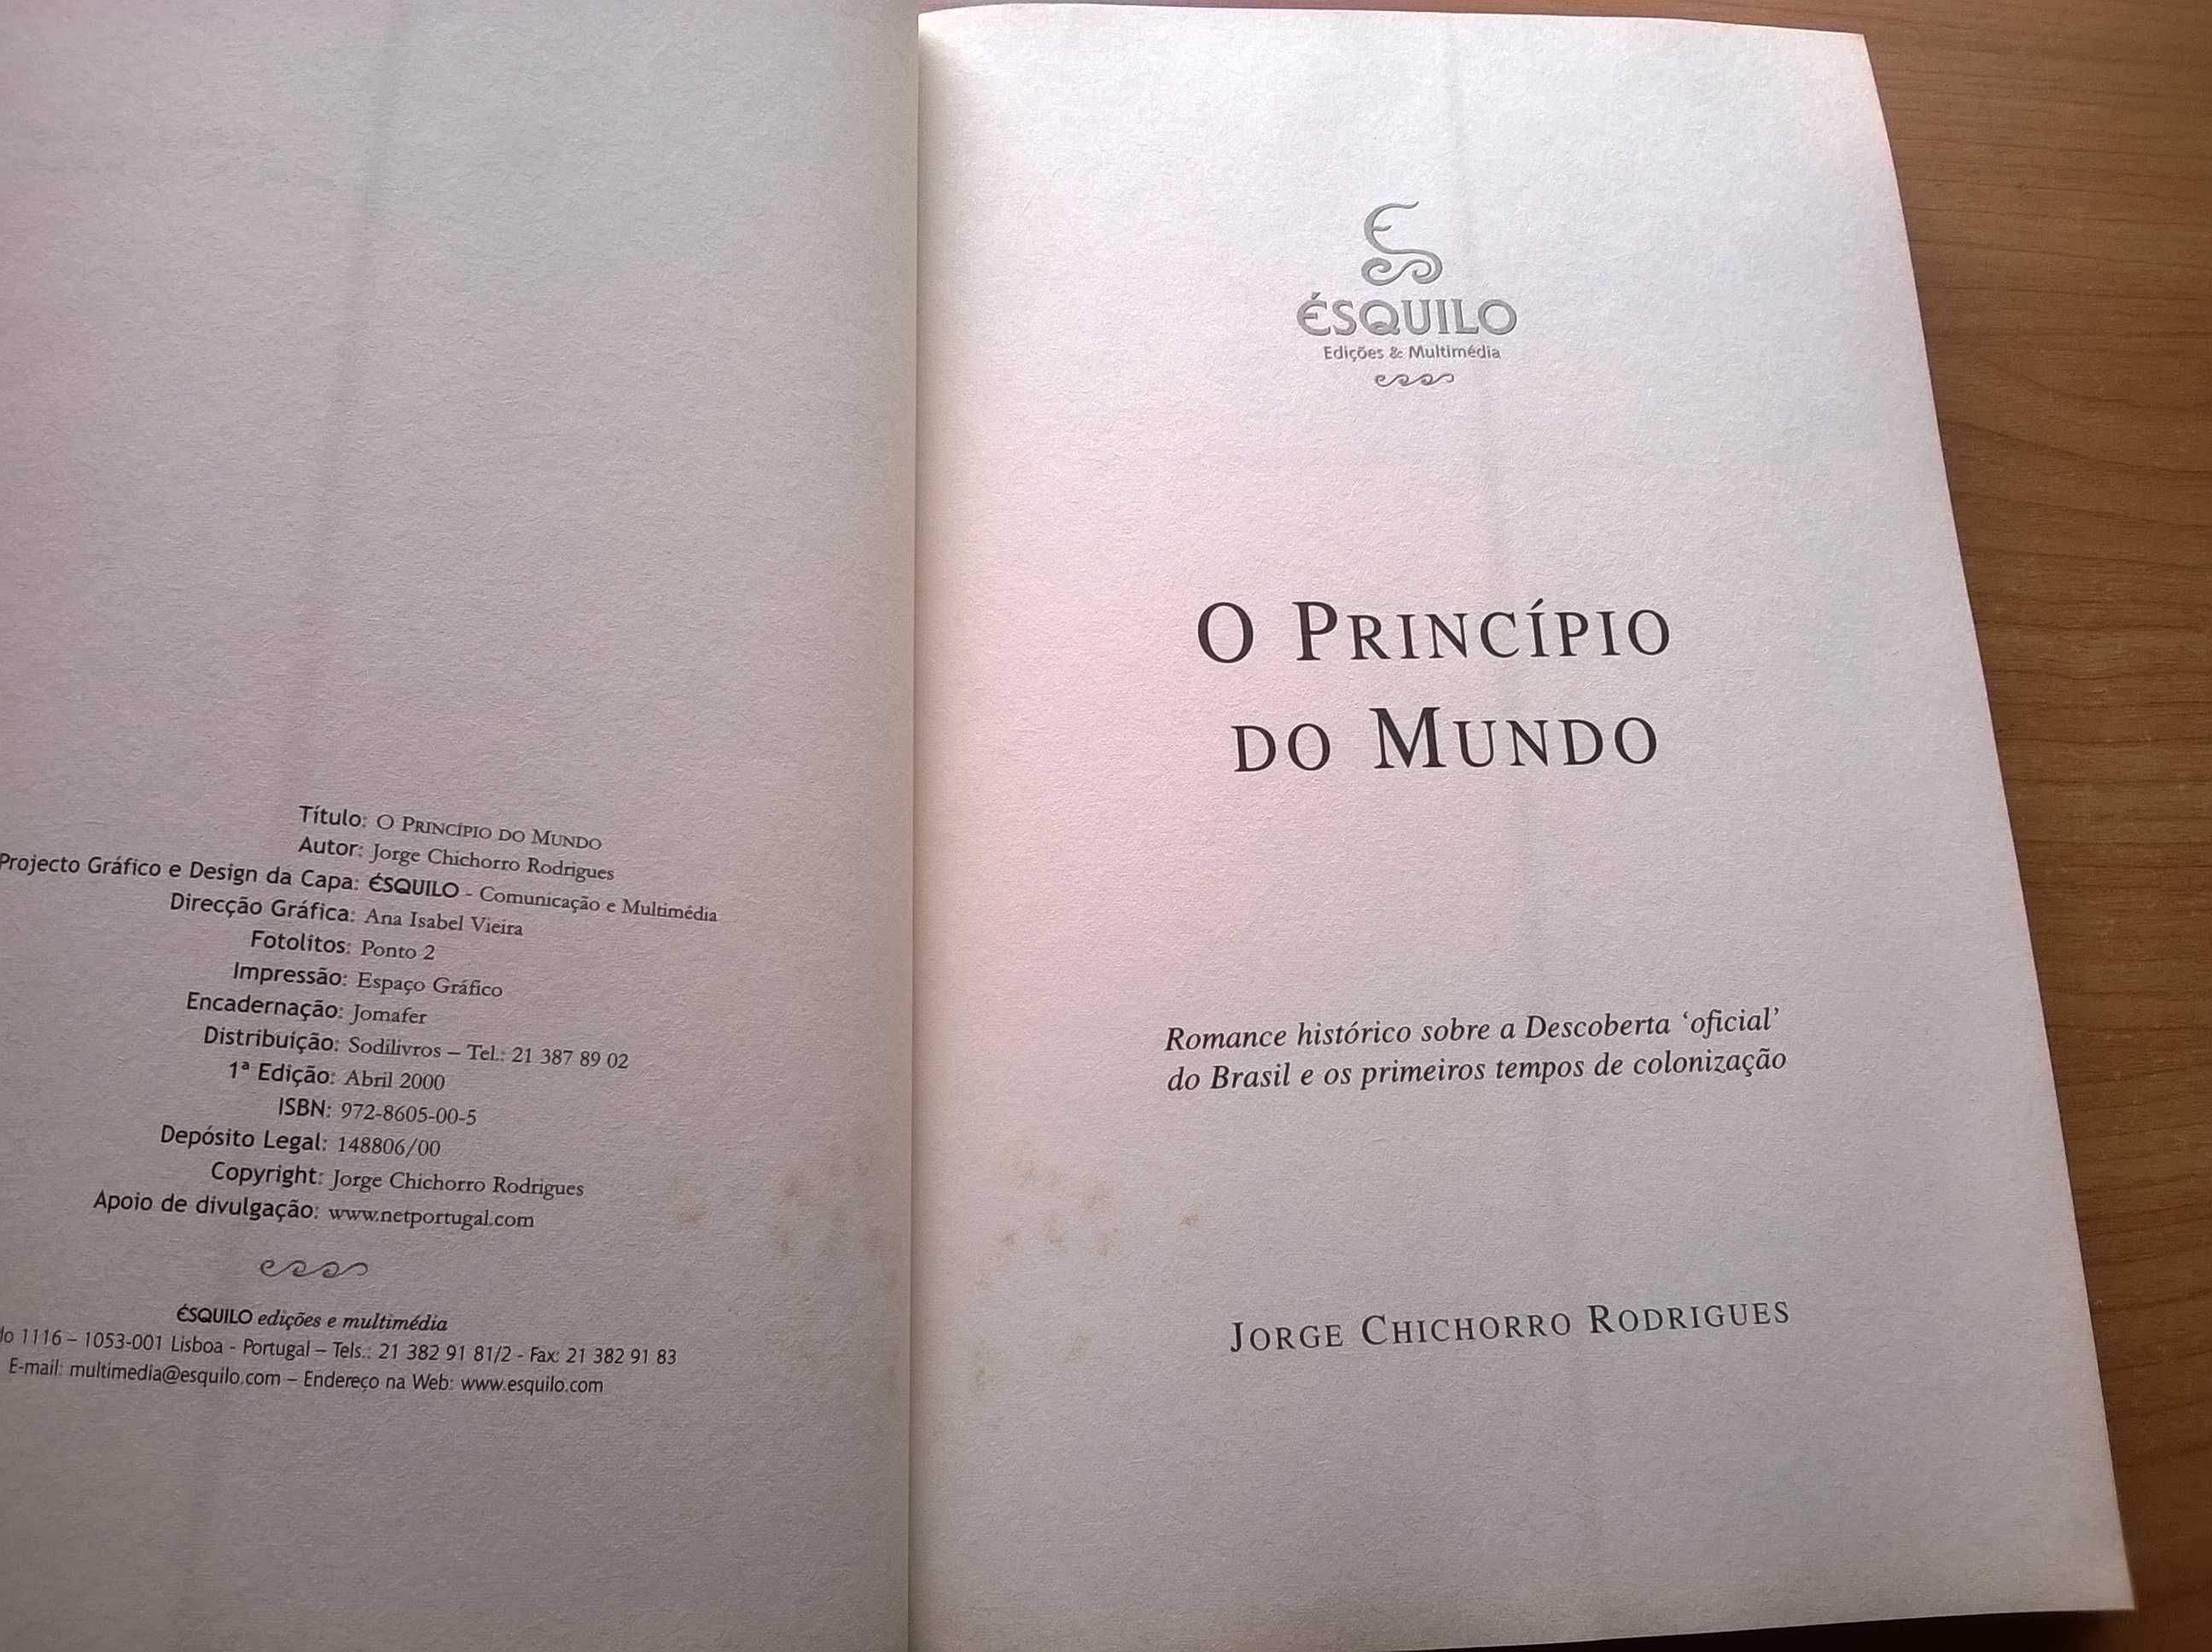 Título: O Princípio do Mundo
Autor: Jorge Chichorro Rodrigues
Projecto Gráfico e Design da Capa: ÉSQUILO - Comunicação e Multimédia
Direcção Gráfica: Ana Isabel Vieira
Fotolitos: Ponto 2
Impressão: Espaço Gráfico
Encadernação: Jomafer
Distribuição: Sodilivros – Tel.: 21 387 89 02
1ª Edição: Abril 2000
ISBN: 972-8605-00-5
Depósito Legal: 148806/00
Copyright: Jorge Chichorro Rodrigues
Apoio de divulgação: www.netportugal.com
ÉSQUILO edições e multimédia
1116 – 1053-001 Lisboa - Portugal – Tels.: 21 382 91 81/2 - Fax: 21 382 91 83
E-mail: multimedia@esquilo.com – Endereço na Web: www.esquilo.com
ÉSQUILO
Edições & Multimédia
O PRINCÍPIO
DO MUNDO
Romance histórico sobre a Descoberta ‘oficial’
do Brasil e os primeiros tempos de colonização
JORGE CHICHORRO RODRIGUES